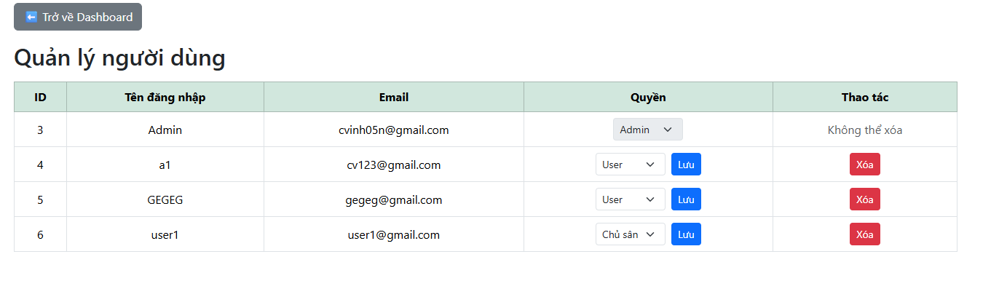 ⬅️ Trở về Dashboard
Quản lý người dùng
ID Tên đăng nhập Email Quyền Thao tác
3 Admin cvinh05n@gmail.com Admin Không thể xóa
4 a1 cv123@gmail.com User Lưu Xóa
5 GEGEG gegeg@gmail.com User Lưu Xóa
6 user1 user1@gmail.com Chủ sân Lưu Xóa